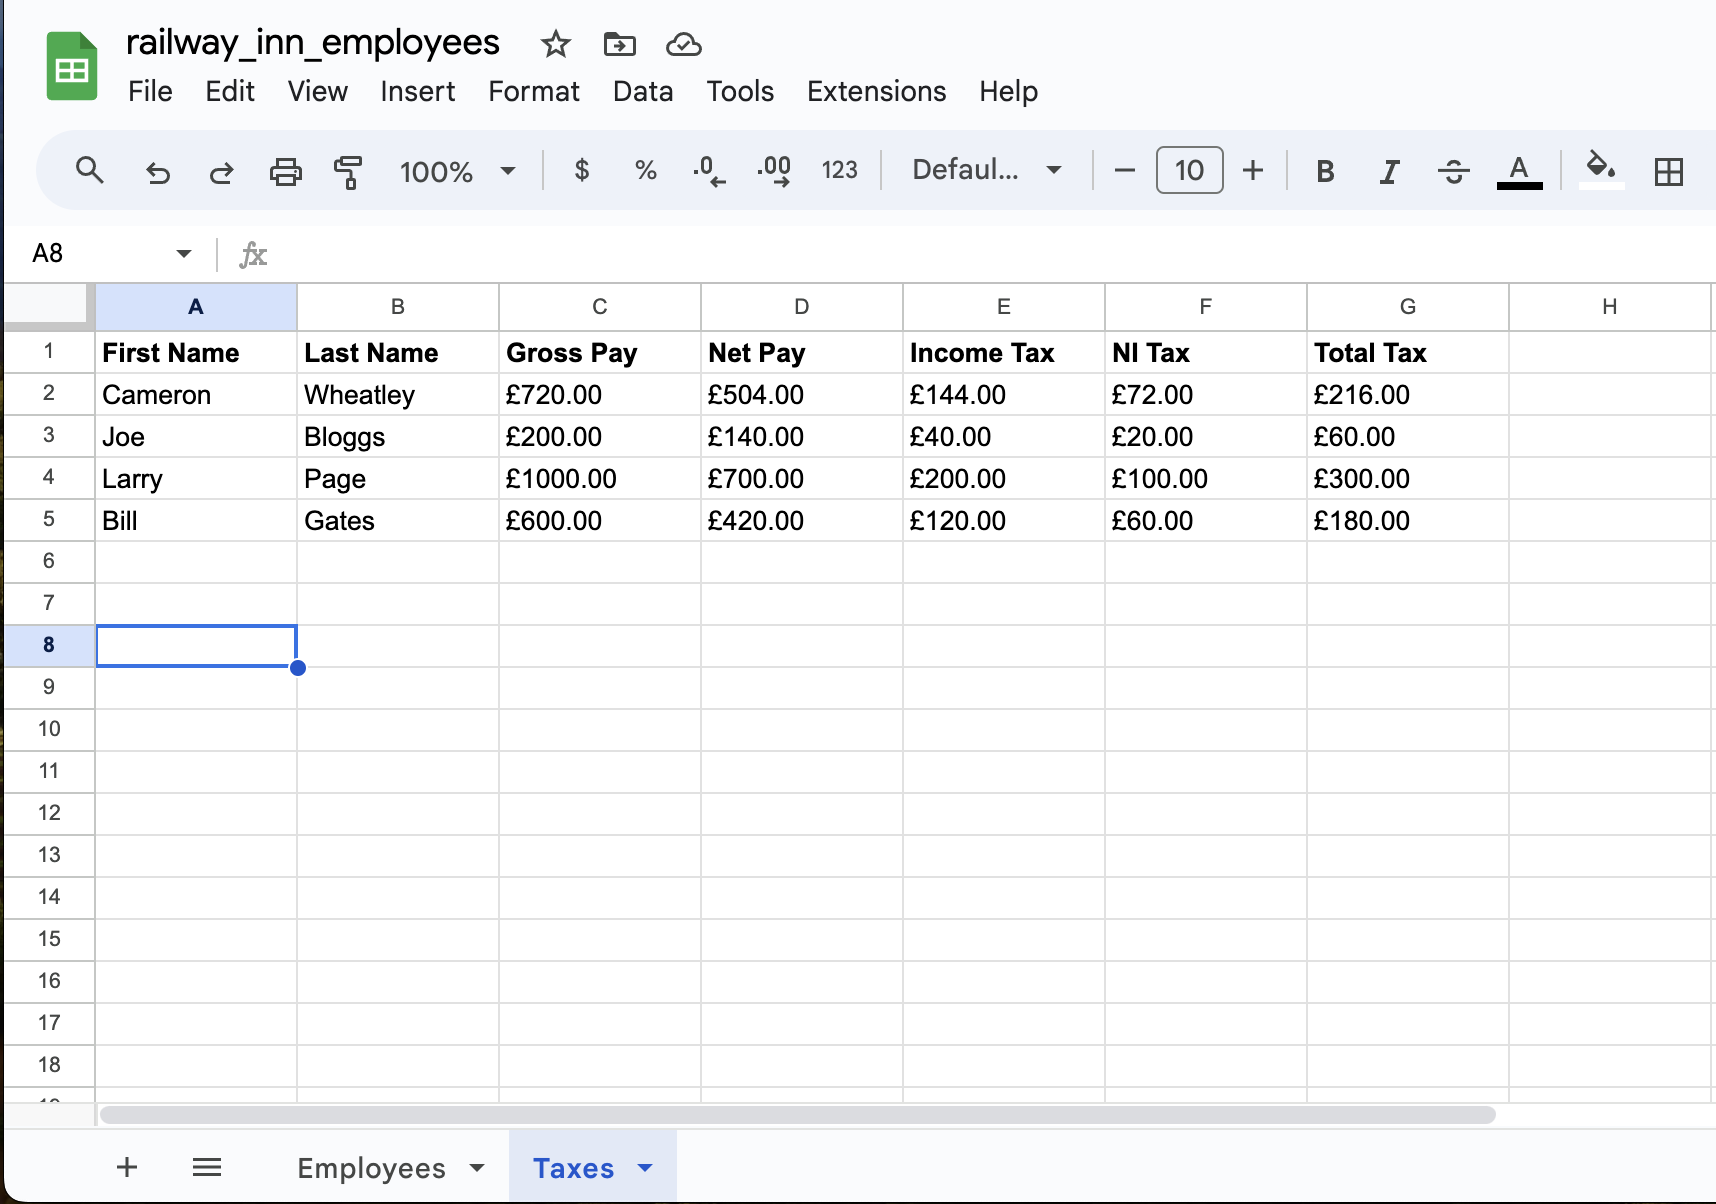 railway_inn_employees
File Edit View Insert Format Data Tools Extensions Help
100% $ % .0 .00 123 Defaul... 10 B I S A
A8 fx
A B C D E F G H
1 First Name Last Name Gross Pay Net Pay Income Tax NI Tax Total Tax
2 Cameron Wheatley £720.00 £504.00 £144.00 £72.00 £216.00
3 Joe Bloggs £200.00 £140.00 £40.00 £20.00 £60.00
4 Larry Page £1000.00 £700.00 £200.00 £100.00 £300.00
5 Bill Gates £600.00 £420.00 £120.00 £60.00 £180.00
6
7
8
9
10
11
12
13
14
15
16
17
18
Employees Taxes